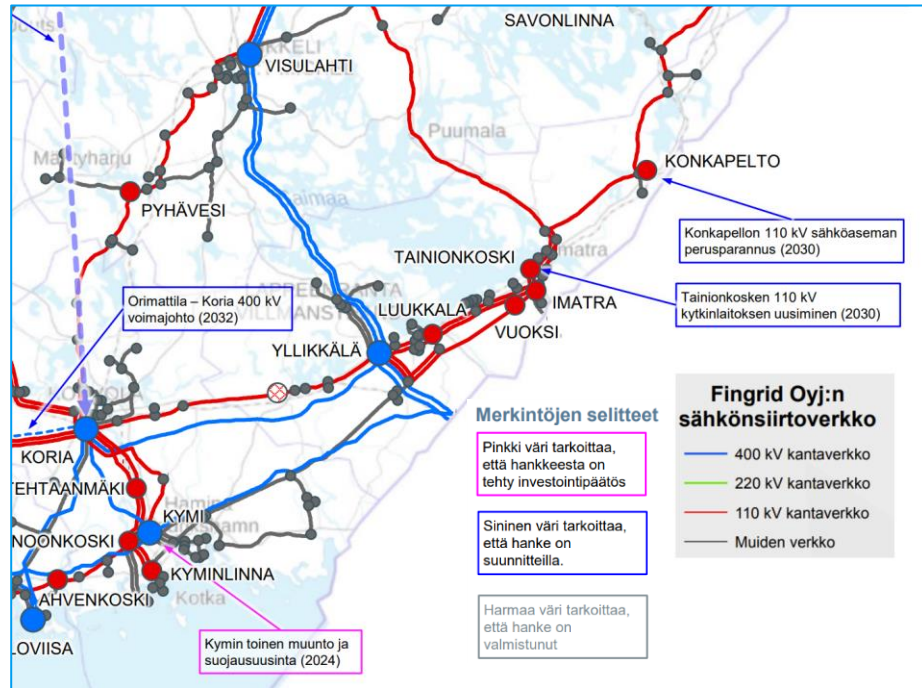 SAVONLINNA
VISULAHTI
Puumala
KONKAPELTO
PYHÄVESI
Konkapellon 110 kV sähköaseman
perusparannus (2030)
TAINIONKOSKI
Orimattila – Koria 400 kV
voimajohto (2032)
LUUKKALA
IMATRA
Tainionkosken 110 kV
kytkinlaitoksen uusiminen (2030)
VUOKSI
YLLIKKÄLÄ
Merkintöjen selitteet
Fingrid Oyj:n
sähkönsiirtoverkko
400 kV kantaverkko
220 kV kantaverkko
110 kV kantaverkko
Muiden verkko
Pinkki väri tarkoittaa,
että hankkeesta on
tehty investointipäätös
KORIA
TEHTAANMÄKI
Hamina
KYMI
Sininen väri tarkoittaa,
että hanke on
suunnitteilla.
NOONKOSKI
KYMINLINNA
Kotka
AHVENKOSKI
LOVIISA
Kymin toinen muunto ja
suojausuusinta (2024)
Harmaa väri tarkoittaa,
että hanke on
valmistunut